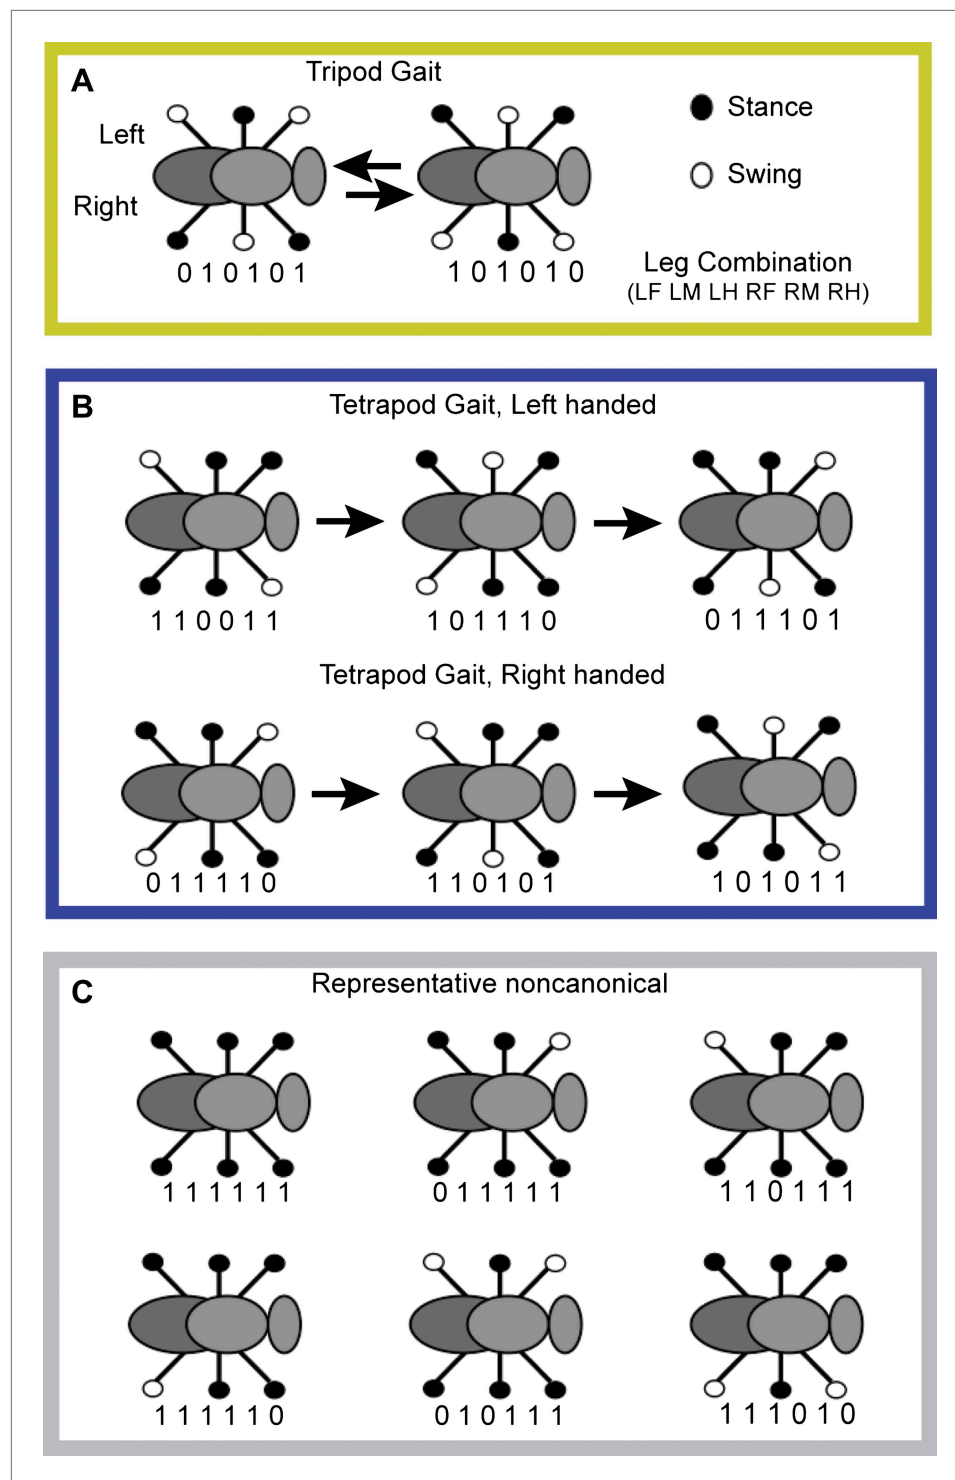 A
Tripod Gait
Left
Right
Stance
Swing
0 1 0 1 0 1
1 0 1 0 1 0
Leg Combination
(LF LM LH RF RM RH)
B
Tetrapod Gait, Left handed
1 1 0 0 1 1
1 0 1 1 1 0
0 1 1 1 0 1
Tetrapod Gait, Right handed
0 1 1 1 1 0
1 1 0 1 0 1
1 0 1 0 1 1
C
Representative noncanonical
1 1 1 1 1 1
0 1 1 1 1 1
1 1 0 1 1 1
1 1 1 1 1 0
0 1 0 1 1 1
1 1 1 0 1 0